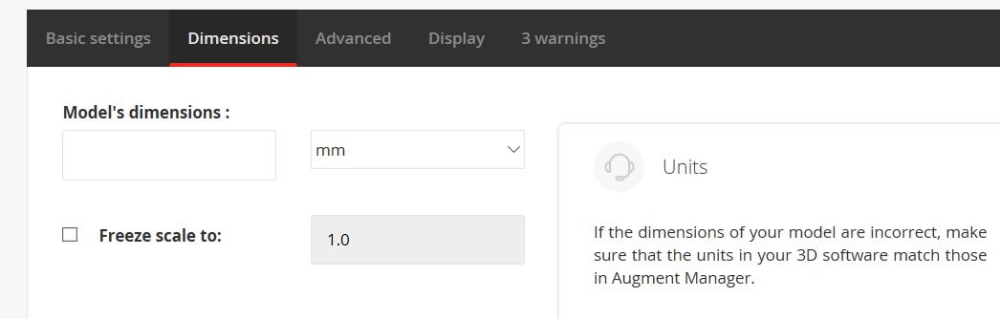 Basic settings Dimensions Advanced Display 3 warnings
Model's dimensions :
mm
Units
Freeze scale to: 1.0
If the dimensions of your model are incorrect, make
sure that the units in your 3D software match those
in Augment Manager.